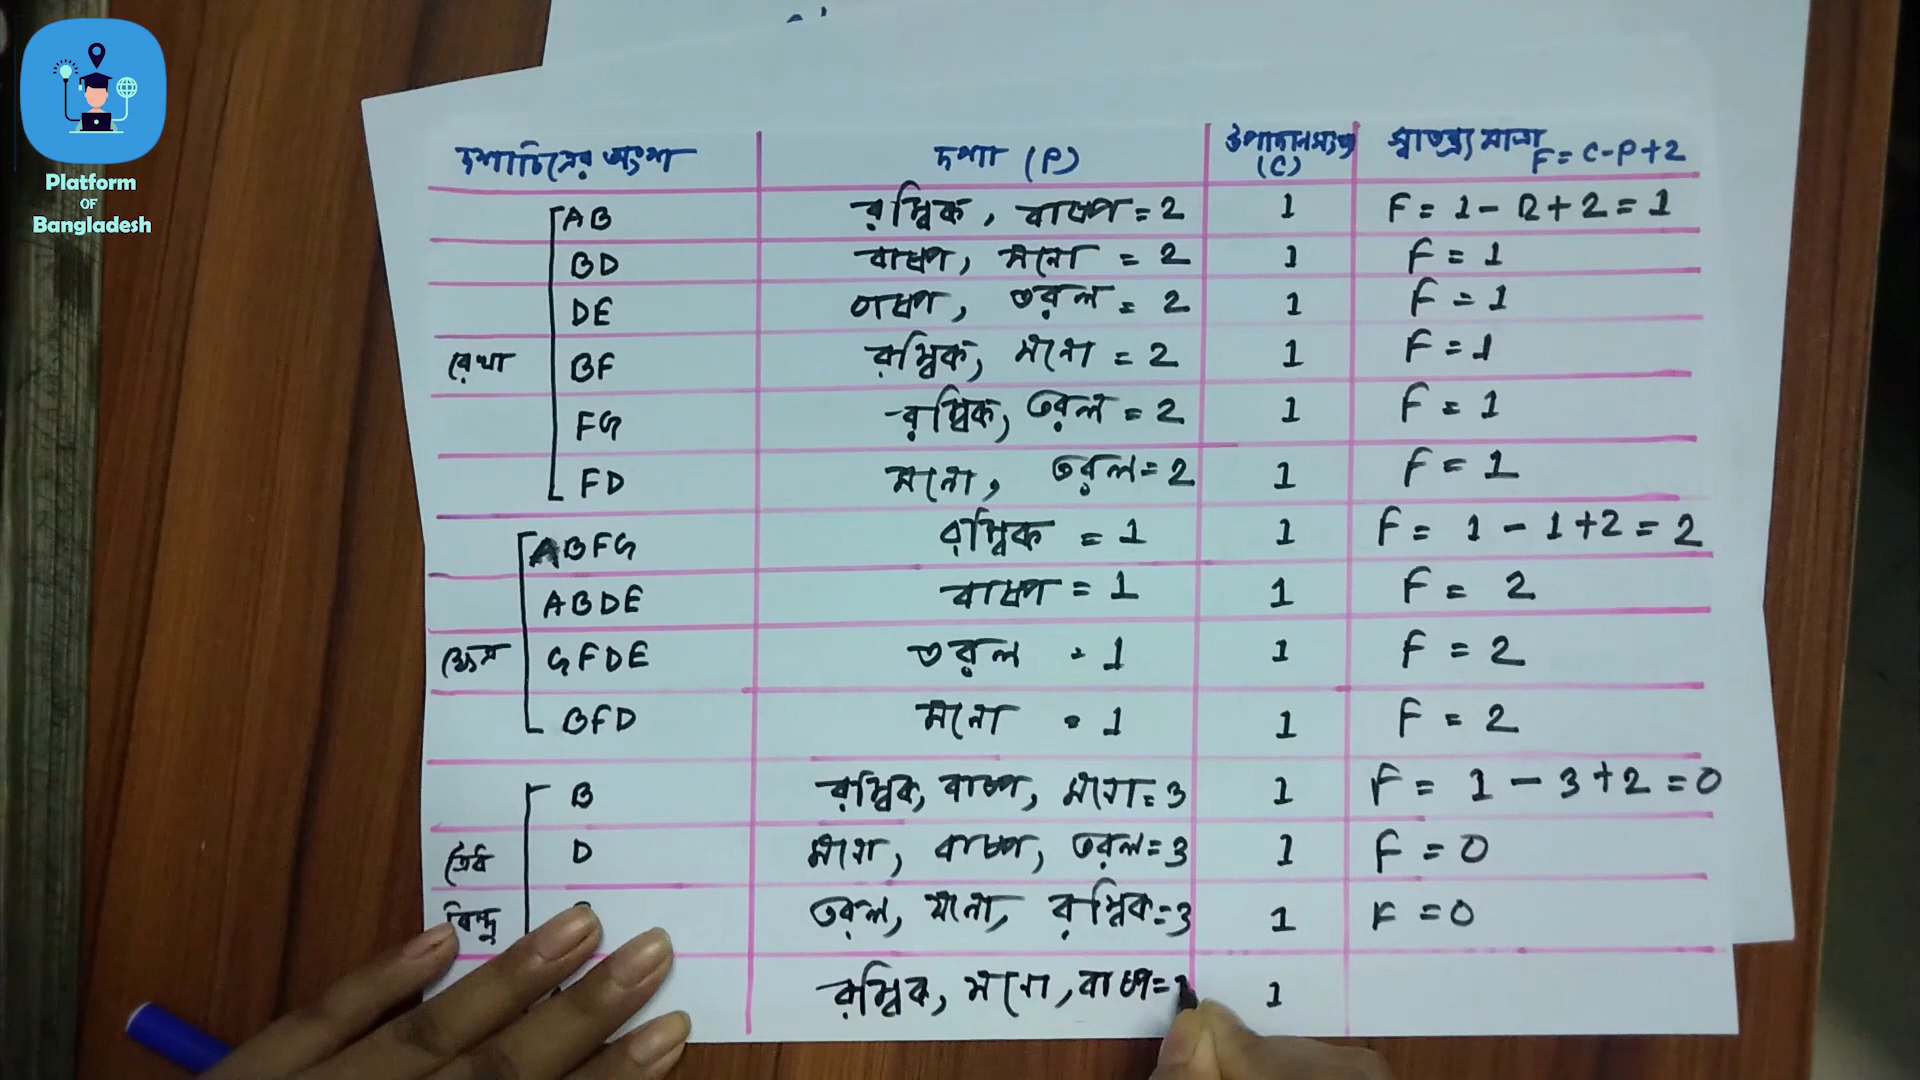 Platform
OF
Bangladesh
দশাচিত্রের অংশ দশা (P) উপাদান সংখ্যা (C) স্বাতন্ত্র্য মাত্রা F = C-P+2
AB রম্বিক, বাষ্প = 2 1 F = 1 - 2 + 2 = 1
BD বাষ্প, মনো = 2 1 F = 1
DE বাষ্প, তরল = 2 1 F = 1
রেখা BF রম্বিক, মনো = 2 1 F = 1
FG রম্বিক, তরল = 2 1 F = 1
FD মনো, তরল = 2 1 F = 1
ABFG রম্বিক = 1 1 F = 1 - 1 + 2 = 2
ABDE বাষ্প = 1 1 F = 2
ক্ষেত্র GFDE তরল = 1 1 F = 2
BFD মনো = 1 1 F = 2
B রম্বিক, বাষ্প, মনো = 3 1 F = 1 - 3 + 2 = 0
ত্রৈধ D মনো, বাষ্প, তরল = 3 1 F = 0
বিন্দু তরল, মনো, রম্বিক = 3 1 F = 0
রম্বিক, মনো, বাষ্প = 1